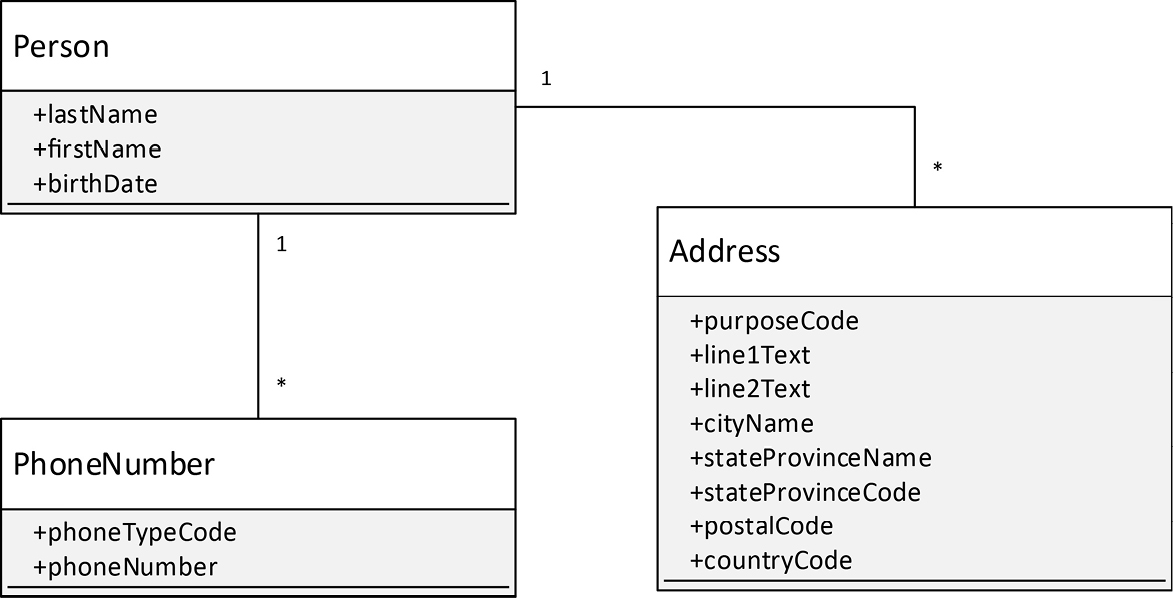 Person
+lastName
+firstName
+birthDate
1
*
1
*
Address
+purposeCode
+line1Text
+line2Text
+cityName
+stateProvinceName
+stateProvinceCode
+postalCode
+countryCode
PhoneNumber
+phoneTypeCode
+phoneNumber